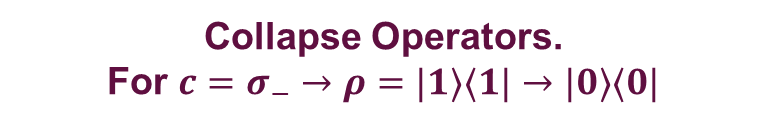 Collapse Operators.
For c = σ₋ → ρ = |1⟩⟨1| → |0⟩⟨0|